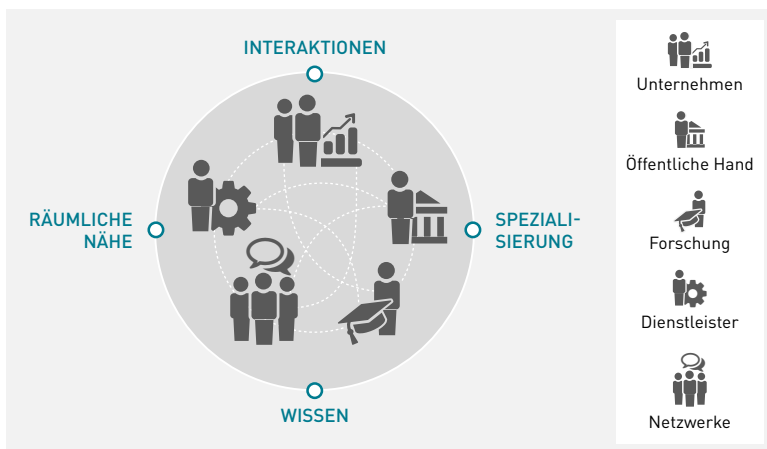 INTERAKTIONEN
RÄUMLICHE
NÄHE
SPEZIALI-
SIERUNG
WISSEN
Unternehmen
Öffentliche Hand
Forschung
Dienstleister
Netzwerke